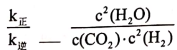 k正/k逆 — c²(H₂O)/c(CO₂)·c²(H₂)